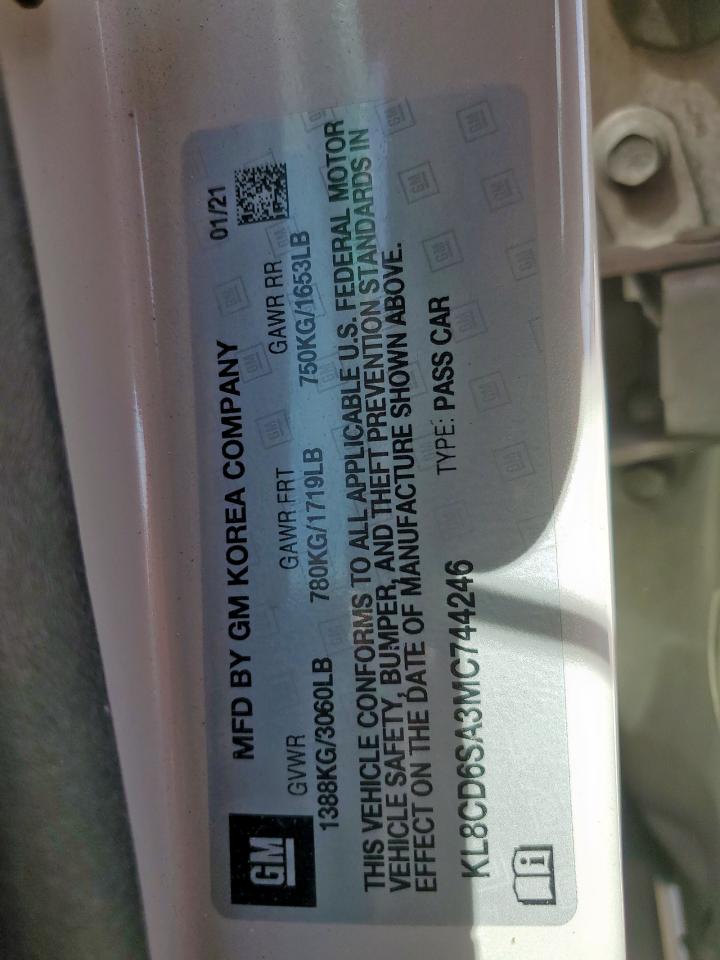 GM
MFD BY GM KOREA COMPANY
01/21
GVWR
GAWR FRT
GAWR RR
1388KG/3060LB
780KG/1719LB
750KG/1653LB
THIS VEHICLE CONFORMS TO ALL APPLICABLE U.S. FEDERAL MOTOR
VEHICLE SAFETY, BUMPER, AND THEFT PREVENTION STANDARDS IN
EFFECT ON THE DATE OF MANUFACTURE SHOWN ABOVE.
KL8CD6SA3MC744246
TYPE: PASS CAR